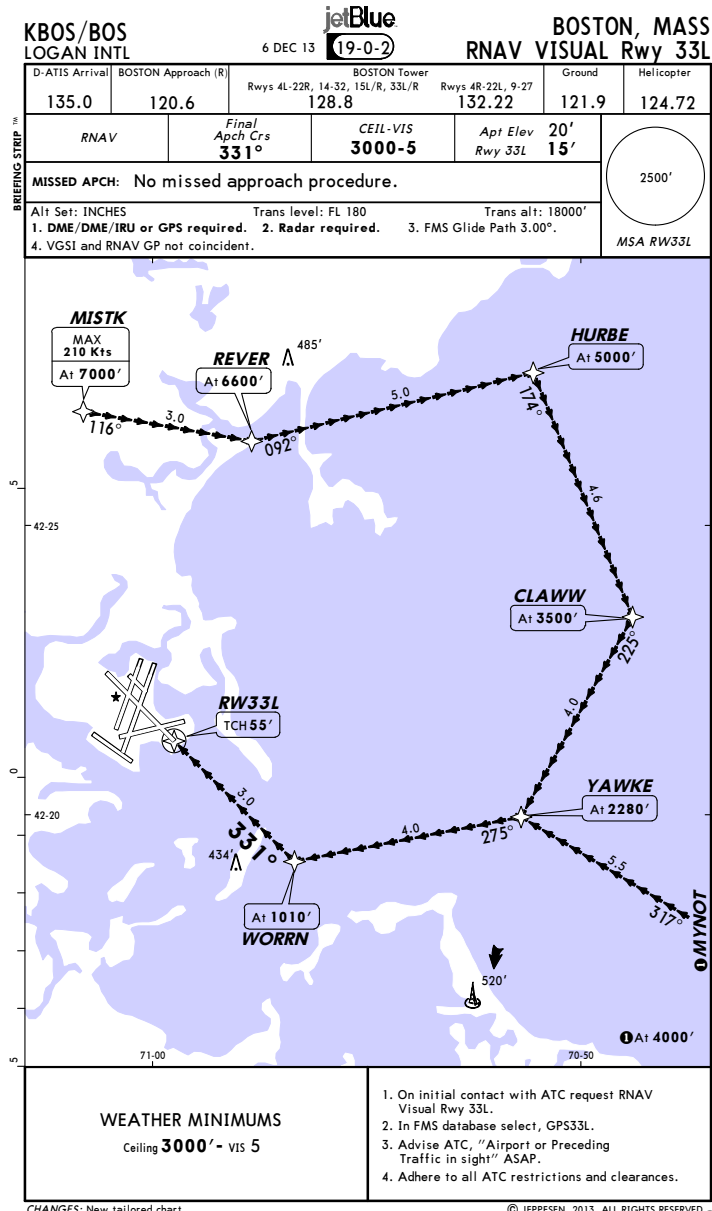 jetBlue
KBOS/BOS
LOGAN INTL
6 DEC 13
19-0-2
BOSTON, MASS
RNAV VISUAL Rwy 33L
BRIEFING STRIP ™
D-ATIS Arrival
135.0
BOSTON Approach (R)
120.6
BOSTON Tower
Rwys 4L-22R, 14-32, 15L/R, 33L/R
128.8
Rwys 4R-22L, 9-27
132.22
Ground
121.9
Helicopter
124.72
RNAV
Final
Apch Crs
331°
CEIL-VIS
3000-5
Apt Elev 20'
Rwy 33L 15'
2500'
MSA RW33L
MISSED APCH: No missed approach procedure.
Alt Set: INCHES Trans level: FL 180 Trans alt: 18000'
1. DME/DME/IRU or GPS required. 2. Radar required. 3. FMS Glide Path 3.00°.
4. VGSI and RNAV GP not coincident.
MISTK
MAX
210 Kts
At 7000'
116°
3.0
REVER
At 6600'
485'
092°
5.0
HURBE
At 5000'
174°
4.6
5
42-25
CLAWW
At 3500'
225°
4.0
RW33L
TCH 55'
3.0
331°
434'
0
42-20
YAWKE
At 2280'
275°
4.0
5.5
317°
❶MYNOT
At 1010'
WORRN
520'
❶At 4000'
5
71-00
70-50
WEATHER MINIMUMS
Ceiling 3000'- VIS 5
1. On initial contact with ATC request RNAV
Visual Rwy 33L.
2. In FMS database select, GPS33L.
3. Advise ATC, "Airport or Preceding
Traffic in sight" ASAP.
4. Adhere to all ATC restrictions and clearances.
CHANGES: New tailored chart.
© JEPPESEN, 2013. ALL RIGHTS RESERVED.